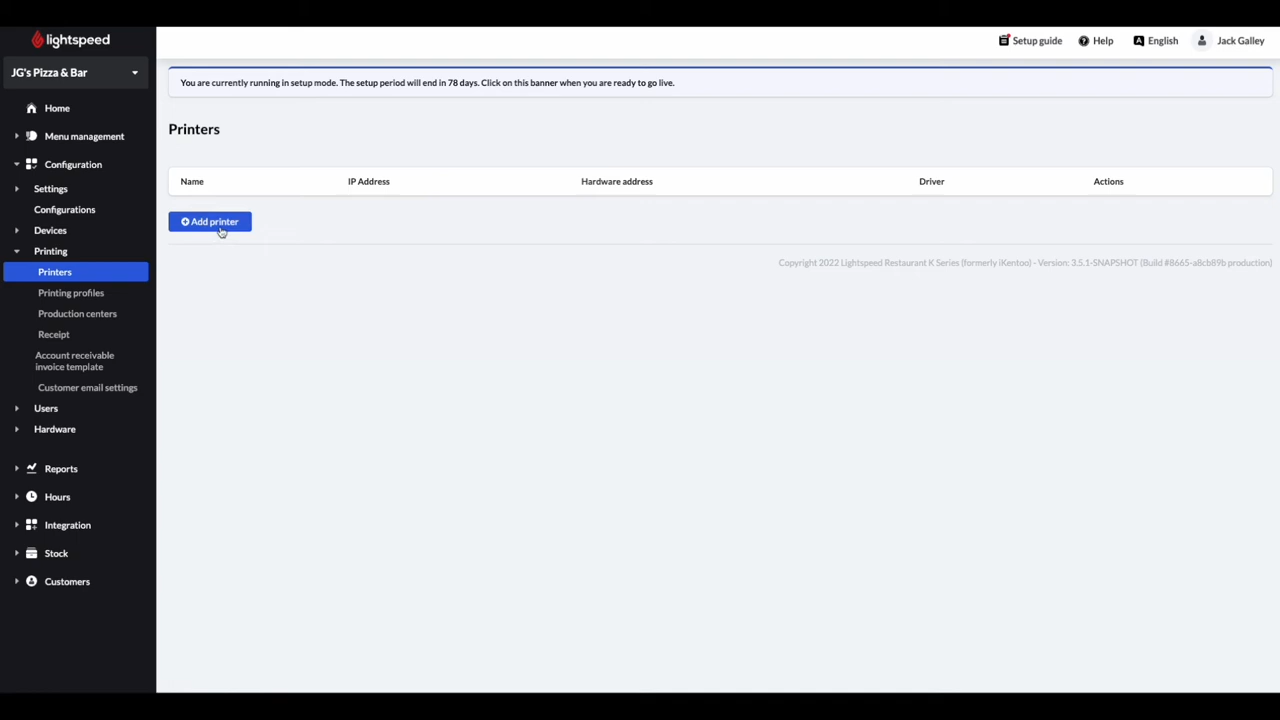 lightspeed
Setup guide
Help
English
Jack Galley
JG's Pizza & Bar
You are currently running in setup mode. The setup period will end in 78 days. Click on this banner when you are ready to go live.
Home
Menu management
Configuration
Settings
Configurations
Devices
Printing
Printers
Printing profiles
Production centers
Receipt
Account receivable
invoice template
Customer email settings
Users
Hardware
Reports
Hours
Integration
Stock
Customers
Printers
Name IP Address Hardware address Driver Actions
Add printer
Copyright 2022 Lightspeed Restaurant K Series (formerly iKentoo) - Version: 3.5.1-SNAPSHOT (Build #8665-a8cb89b production)